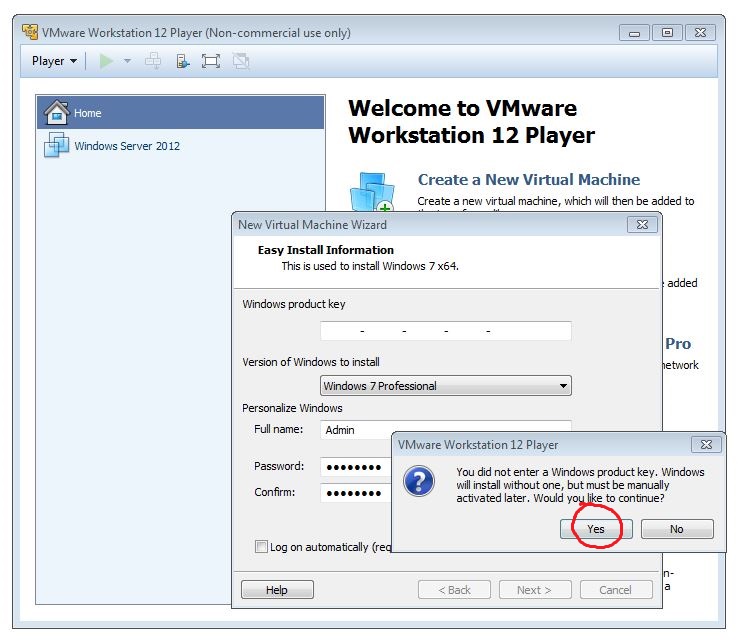 VMware Workstation 12 Player (Non-commercial use only)
Player
Home
Windows Server 2012
Welcome to VMware
Workstation 12 Player
Create a New Virtual Machine
Create a new virtual machine, which will then be added to
added
Pro
network
New Virtual Machine Wizard
Easy Install Information
This is used to install Windows 7 x64.
Windows product key
- - - -
Version of Windows to install
Windows 7 Professional
Personalize Windows
Full name: Admin
Password: ●●●●●●●●
Confirm: ●●●●●●●●
Log on automatically (req
Help
< Back
Next >
Cancel
VMware Workstation 12 Player
You did not enter a Windows product key. Windows
will install without one, but must be manually
activated later. Would you like to continue?
Yes
No
n-
a